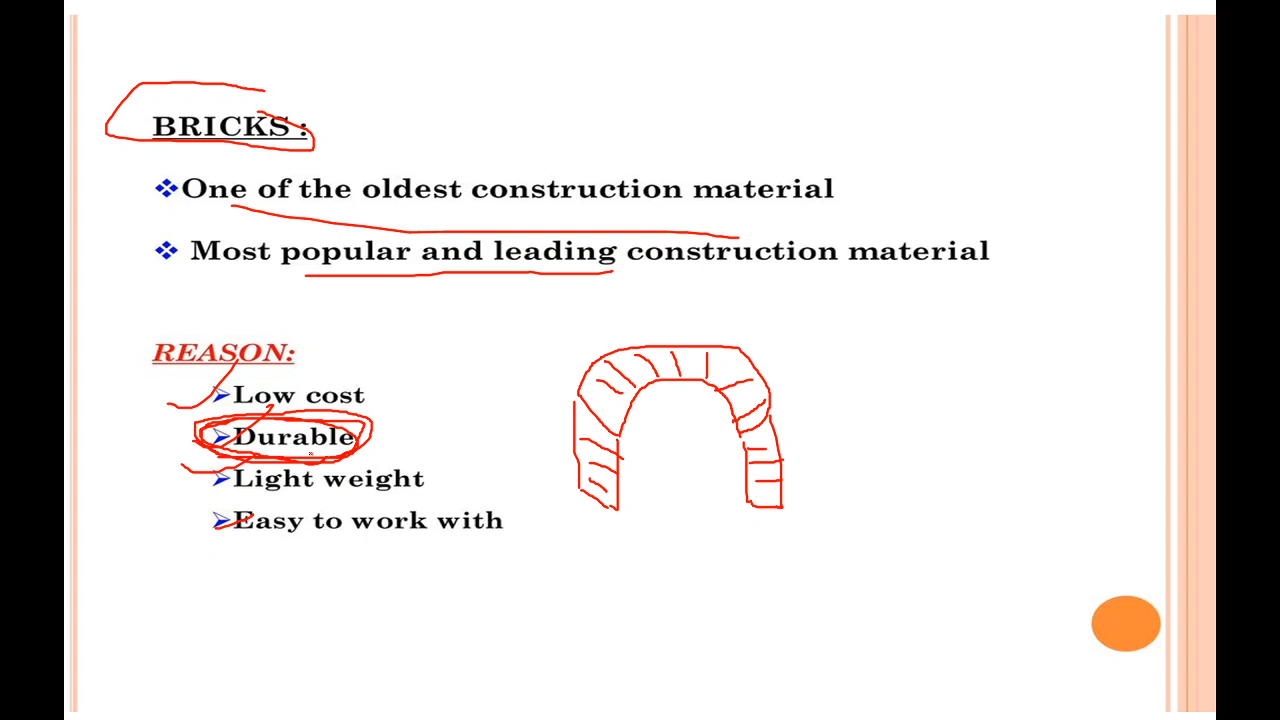 BRICKS :
One of the oldest construction material
Most popular and leading construction material
REASON:
Low cost
Durable
Light weight
Easy to work with